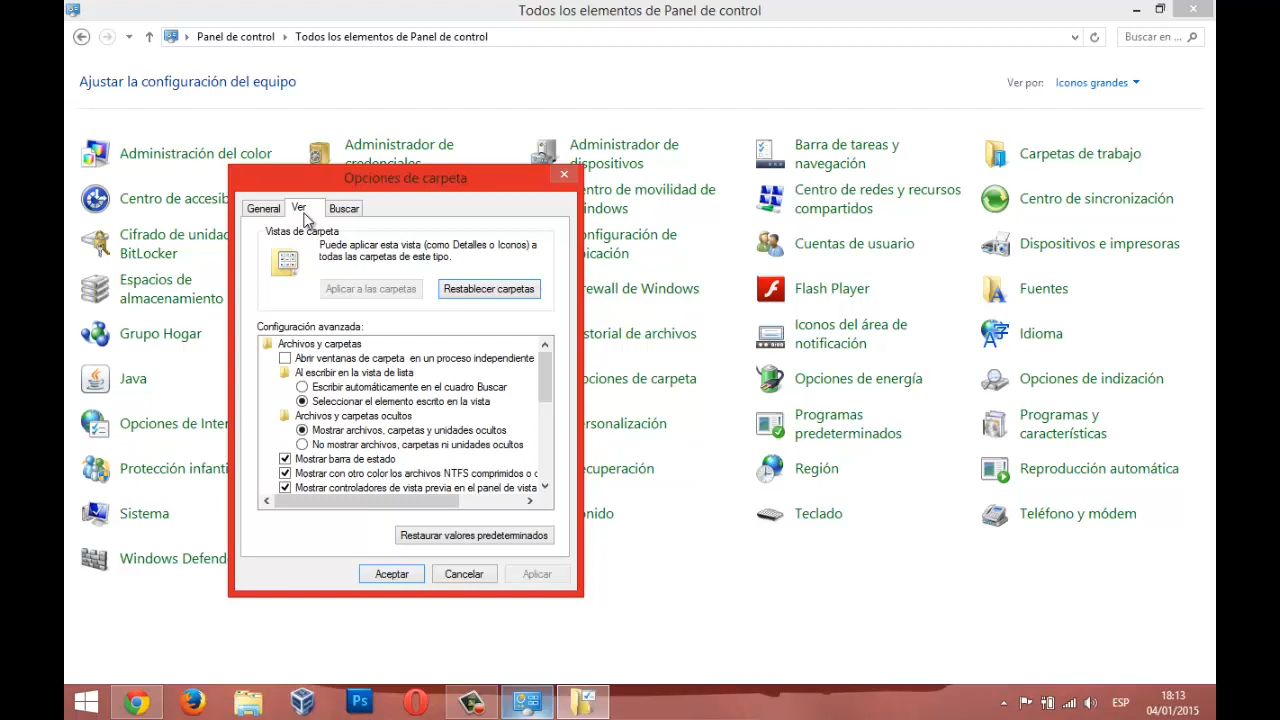 Todos los elementos de Panel de control
Panel de control
Todos los elementos de Panel de control
Buscar en ...
Ajustar la configuración del equipo
Ver por:
Iconos grandes
Administración del color
Administrador de
credenciales
Administrador de
dispositivos
Barra de tareas y
navegación
Carpetas de trabajo
Centro de accesib
entro de movilidad de
indows
Centro de redes y recursos
compartidos
Centro de sincronización
Cifrado de unida
BitLocker
onfiguración de
bicación
Cuentas de usuario
Dispositivos e impresoras
Espacios de
almacenamiento
irewall de Windows
Flash Player
Fuentes
Grupo Hogar
istorial de archivos
Iconos del área de
notificación
Idioma
Java
pciones de carpeta
Opciones de energía
Opciones de indización
Opciones de Inter
ersonalización
Programas
predeterminados
Programas y
características
Protección infanti
ecuperación
Región
Reproducción automática
Sistema
onido
Teclado
Teléfono y módem
Windows Defend
Opciones de carpeta
General
Ver
Buscar
Vistas de carpeta
Puede aplicar esta vista (como Detalles o Iconos) a
todas las carpetas de este tipo.
Aplicar a las carpetas
Restablecer carpetas
Configuración avanzada:
Archivos y carpetas
Abrir ventanas de carpeta en un proceso independiente
Al escribir en la vista de lista
Escribir automáticamente en el cuadro Buscar
Seleccionar el elemento escrito en la vista
Archivos y carpetas ocultos
Mostrar archivos, carpetas y unidades ocultos
No mostrar archivos, carpetas ni unidades ocultos
Mostrar barra de estado
Mostrar con otro color los archivos NTFS comprimidos o c
Mostrar controladores de vista previa en el panel de vista
Restaurar valores predeterminados
Aceptar
Cancelar
Aplicar
Ps
ESP
18:13
04/01/2015